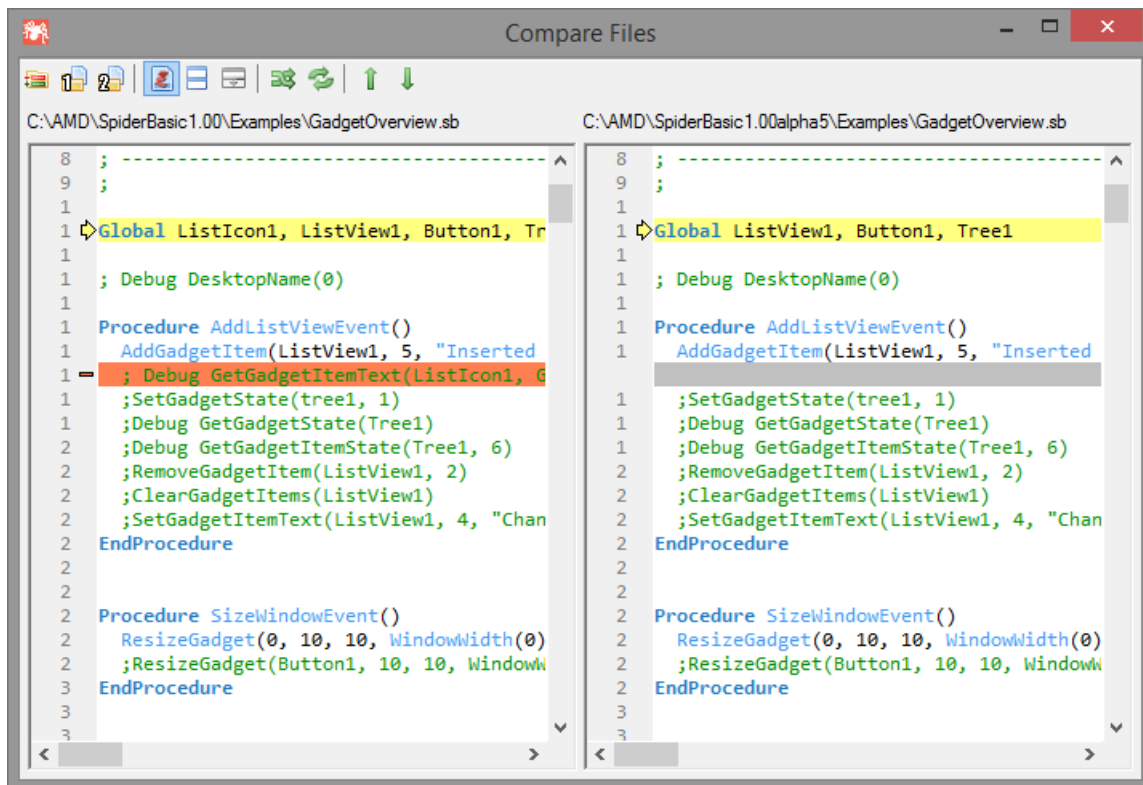 Compare Files
1 2
C:\AMD\SpiderBasic1.00\Examples\GadgetOverview.sb
8 ; ---------------------------------------
9 ;
1
1 Global ListIcon1, ListView1, Button1, Tr
1
1 ; Debug DesktopName(0)
1
1 Procedure AddListViewEvent()
1 AddGadgetItem(ListView1, 5, "Inserted
1 ; Debug GetGadgetItemText(ListIcon1, G
1 ;SetGadgetState(tree1, 1)
1 ;Debug GetGadgetState(Tree1)
2 ;Debug GetGadgetItemState(Tree1, 6)
2 ;RemoveGadgetItem(ListView1, 2)
2 ;ClearGadgetItems(ListView1)
2 ;SetGadgetItemText(ListView1, 4, "Chan
2 EndProcedure
2
2
2 Procedure SizeWindowEvent()
2 ResizeGadget(0, 10, 10, WindowWidth(0)
2 ;ResizeGadget(Button1, 10, 10, WindowW
3 EndProcedure
3
3
C:\AMD\SpiderBasic1.00alpha5\Examples\GadgetOverview.sb
8 ; ---------------------------------------
9 ;
1
1 Global ListView1, Button1, Tree1
1
1 ; Debug DesktopName(0)
1
1 Procedure AddListViewEvent()
1 AddGadgetItem(ListView1, 5, "Inserted
1 ;SetGadgetState(tree1, 1)
1 ;Debug GetGadgetState(Tree1)
1 ;Debug GetGadgetItemState(Tree1, 6)
2 ;RemoveGadgetItem(ListView1, 2)
2 ;ClearGadgetItems(ListView1)
2 ;SetGadgetItemText(ListView1, 4, "Chan
2 EndProcedure
2
2
2 Procedure SizeWindowEvent()
2 ResizeGadget(0, 10, 10, WindowWidth(0)
2 ;ResizeGadget(Button1, 10, 10, WindowW
2 EndProcedure
3
3